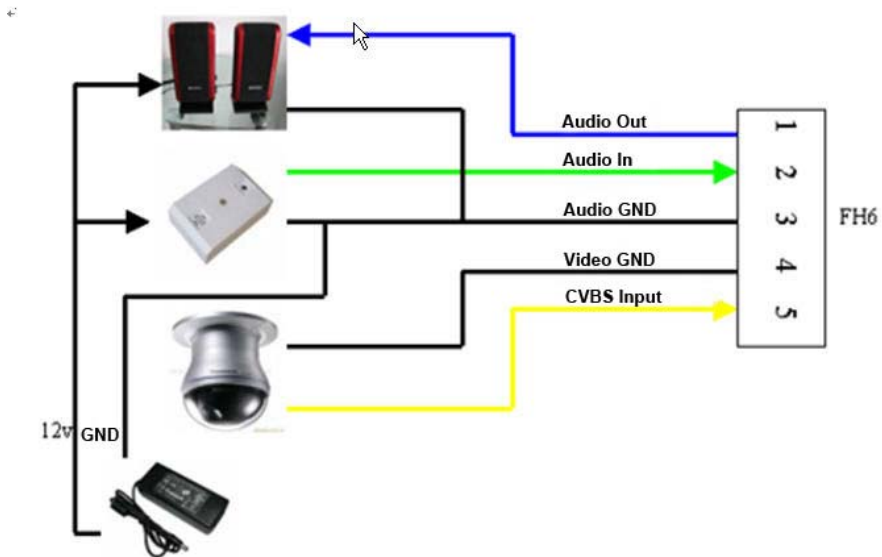 Audio Out
1
Audio In
2
Audio GND
3
FH6
Video GND
4
CVBS Input
5
12v
GND